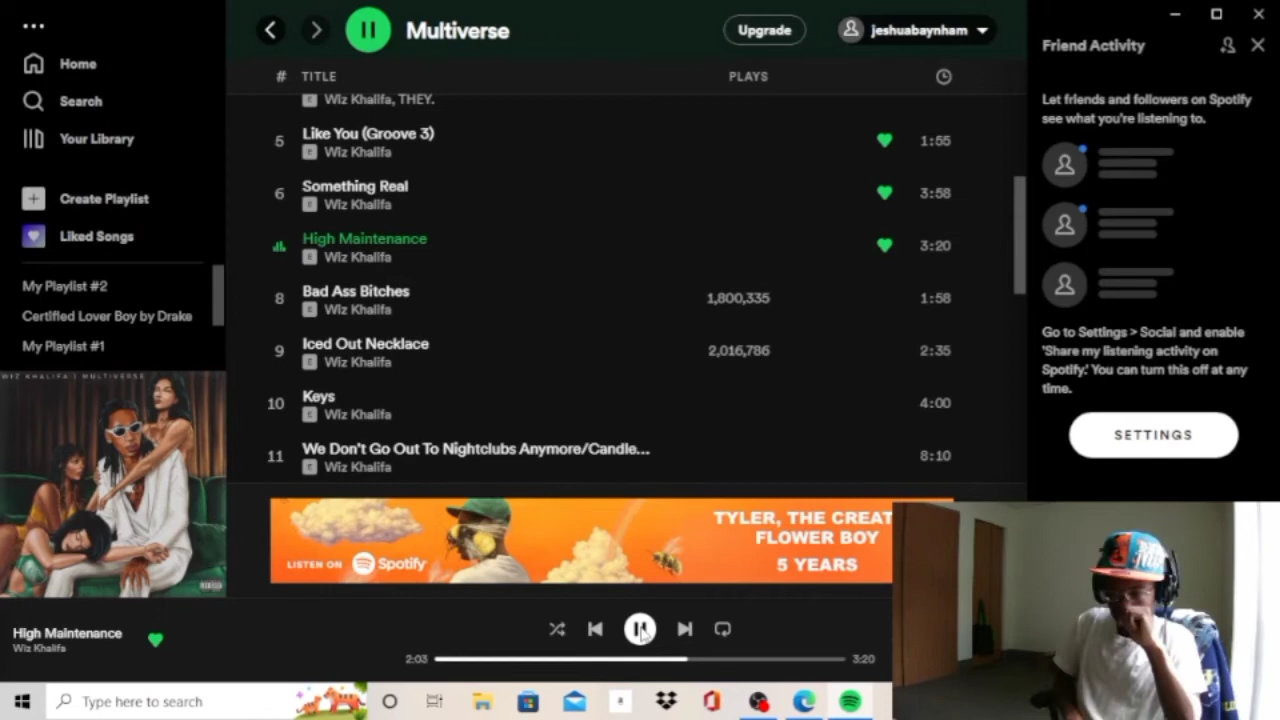 Multiverse
Upgrade
jeshuabaynham
Home
Search
Your Library
Create Playlist
Liked Songs
My Playlist #2
Certified Lover Boy by Drake
My Playlist #1
WIZ KHALIFA | MULTIVERSE
# TITLE PLAYS
Wiz Khalifa, THEY.
5 Like You (Groove 3) 1:55
E Wiz Khalifa
6 Something Real 3:58
E Wiz Khalifa
High Maintenance 3:20
E Wiz Khalifa
8 Bad Ass Bitches 1,800,335 1:58
E Wiz Khalifa
9 Iced Out Necklace 2,016,786 2:35
E Wiz Khalifa
10 Keys 4:00
E Wiz Khalifa
11 We Don't Go Out To Nightclubs Anymore/Candle... 8:10
E Wiz Khalifa
LISTEN ON Spotify
TYLER, THE CREAT
FLOWER BOY
5 YEARS
Friend Activity
Let friends and followers on Spotify
see what you're listening to.
Go to Settings > Social and enable
'Share my listening activity on
Spotify.' You can turn this off at any
time.
SETTINGS
High Maintenance
Wiz Khalifa
2:03 3:20
Type here to search